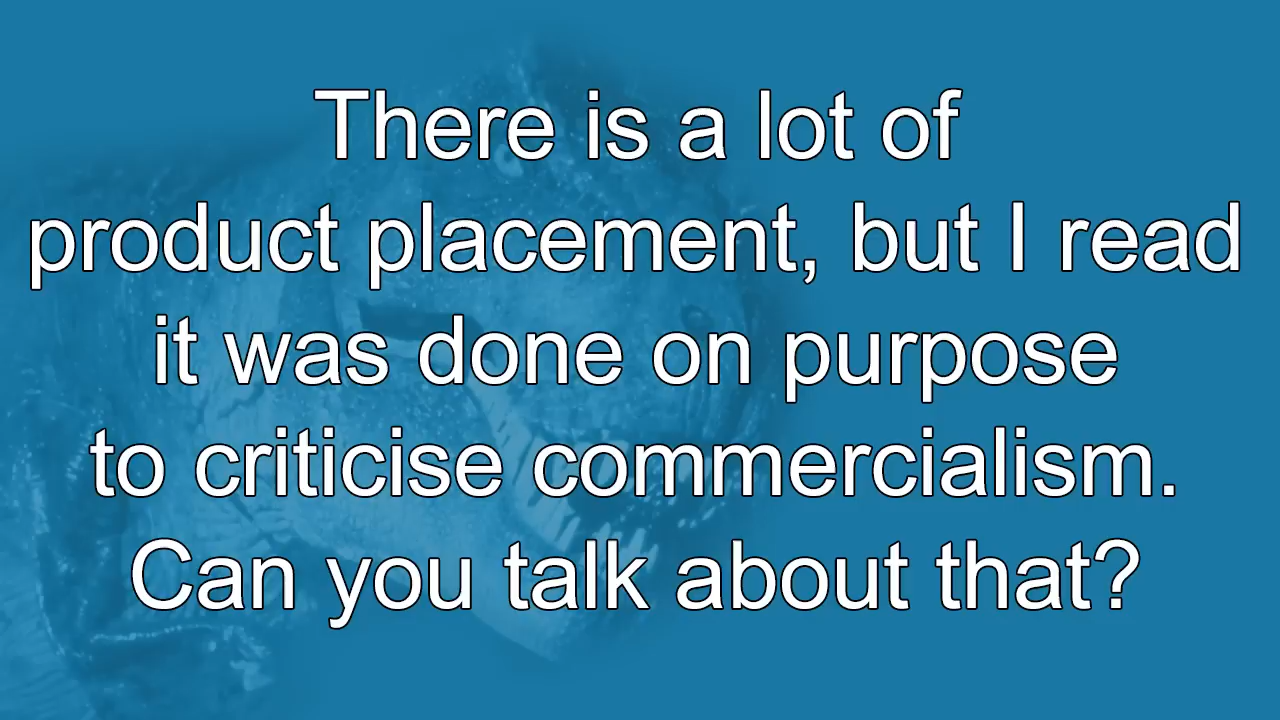 There is a lot of
product placement, but I read
it was done on purpose
to criticise commercialism.
Can you talk about that?